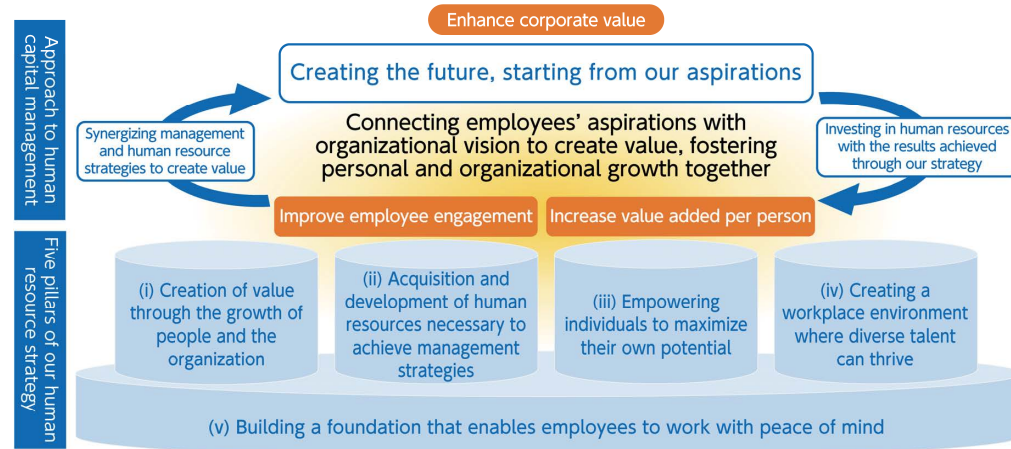 Enhance corporate value
Approach to human
capital management
Creating the future, starting from our aspirations
Synergizing management
and human resource
strategies to create value
Connecting employees’ aspirations with
organizational vision to create value, fostering
personal and organizational growth together
Investing in human resources
with the results achieved
through our strategy
Improve employee engagement
Increase value added per person
Five pillars of our human
resource strategy
(i) Creation of value
through the growth of
people and the
organization
(ii) Acquisition and
development of human
resources necessary to
achieve management
strategies
(iii) Empowering
individuals to maximize
their own potential
(iv) Creating a
workplace environment
where diverse talent
can thrive
(v) Building a foundation that enables employees to work with peace of mind